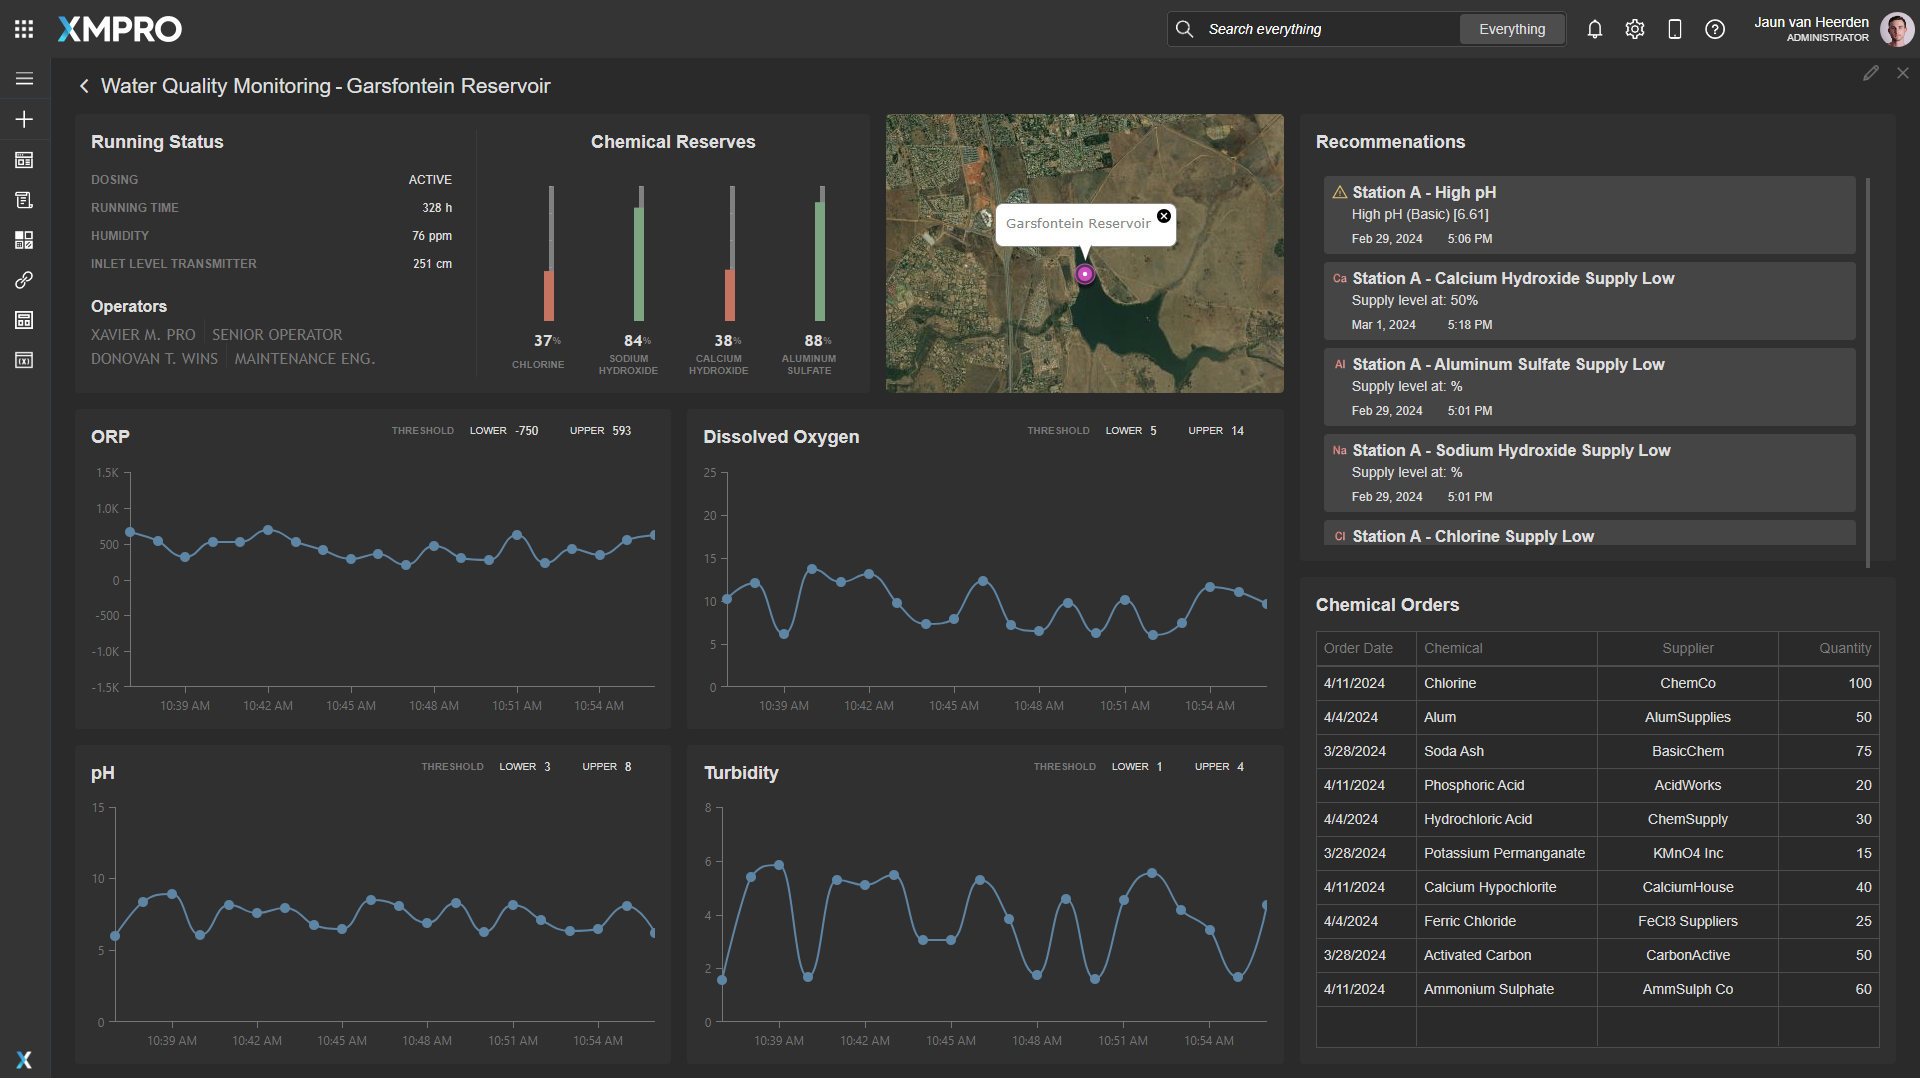 XMPRO
Search everything
Everything
Jaun van Heerden
ADMINISTRATOR
Water Quality Monitoring - Garsfontein Reservoir
Running Status
DOSING ACTIVE
RUNNING TIME 328 h
HUMIDITY 76 ppm
INLET LEVEL TRANSMITTER 251 cm
Operators
XAVIER M. PRO SENIOR OPERATOR
DONOVAN T. WINS MAINTENANCE ENG.
Chemical Reserves
37% 84% 38% 88%
CHLORINE
SODIUM HYDROXIDE
CALCIUM HYDROXIDE
ALUMINUM SULFATE
Garsfontein Reservoir
Recommenations
Station A - High pH
High pH (Basic) [6.61]
Feb 29, 2024 5:06 PM
Ca Station A - Calcium Hydroxide Supply Low
Supply level at: 50%
Mar 1, 2024 5:18 PM
Al Station A - Aluminum Sulfate Supply Low
Supply level at: %
Feb 29, 2024 5:01 PM
Na Station A - Sodium Hydroxide Supply Low
Supply level at: %
Feb 29, 2024 5:01 PM
Cl Station A - Chlorine Supply Low
ORP
THRESHOLD LOWER -750 UPPER 593
1.5K
1.0K
500
0
-500
-1.0K
-1.5K
10:39 AM 10:42 AM 10:45 AM 10:48 AM 10:51 AM 10:54 AM
Dissolved Oxygen
THRESHOLD LOWER 5 UPPER 14
25
20
15
10
5
0
10:39 AM 10:42 AM 10:45 AM 10:48 AM 10:51 AM 10:54 AM
pH
THRESHOLD LOWER 3 UPPER 8
15
10
5
0
10:39 AM 10:42 AM 10:45 AM 10:48 AM 10:51 AM 10:54 AM
Turbidity
THRESHOLD LOWER 1 UPPER 4
8
6
4
2
0
10:39 AM 10:42 AM 10:45 AM 10:48 AM 10:51 AM 10:54 AM
Chemical Orders
Order Date Chemical Supplier Quantity
4/11/2024 Chlorine ChemCo 100
4/4/2024 Alum AlumSupplies 50
3/28/2024 Soda Ash BasicChem 75
4/11/2024 Phosphoric Acid AcidWorks 20
4/4/2024 Hydrochloric Acid ChemSupply 30
3/28/2024 Potassium Permanganate KMnO4 Inc 15
4/11/2024 Calcium Hypochlorite CalciumHouse 40
4/4/2024 Ferric Chloride FeCl3 Suppliers 25
3/28/2024 Activated Carbon CarbonActive 50
4/11/2024 Ammonium Sulphate AmmSulph Co 60
X